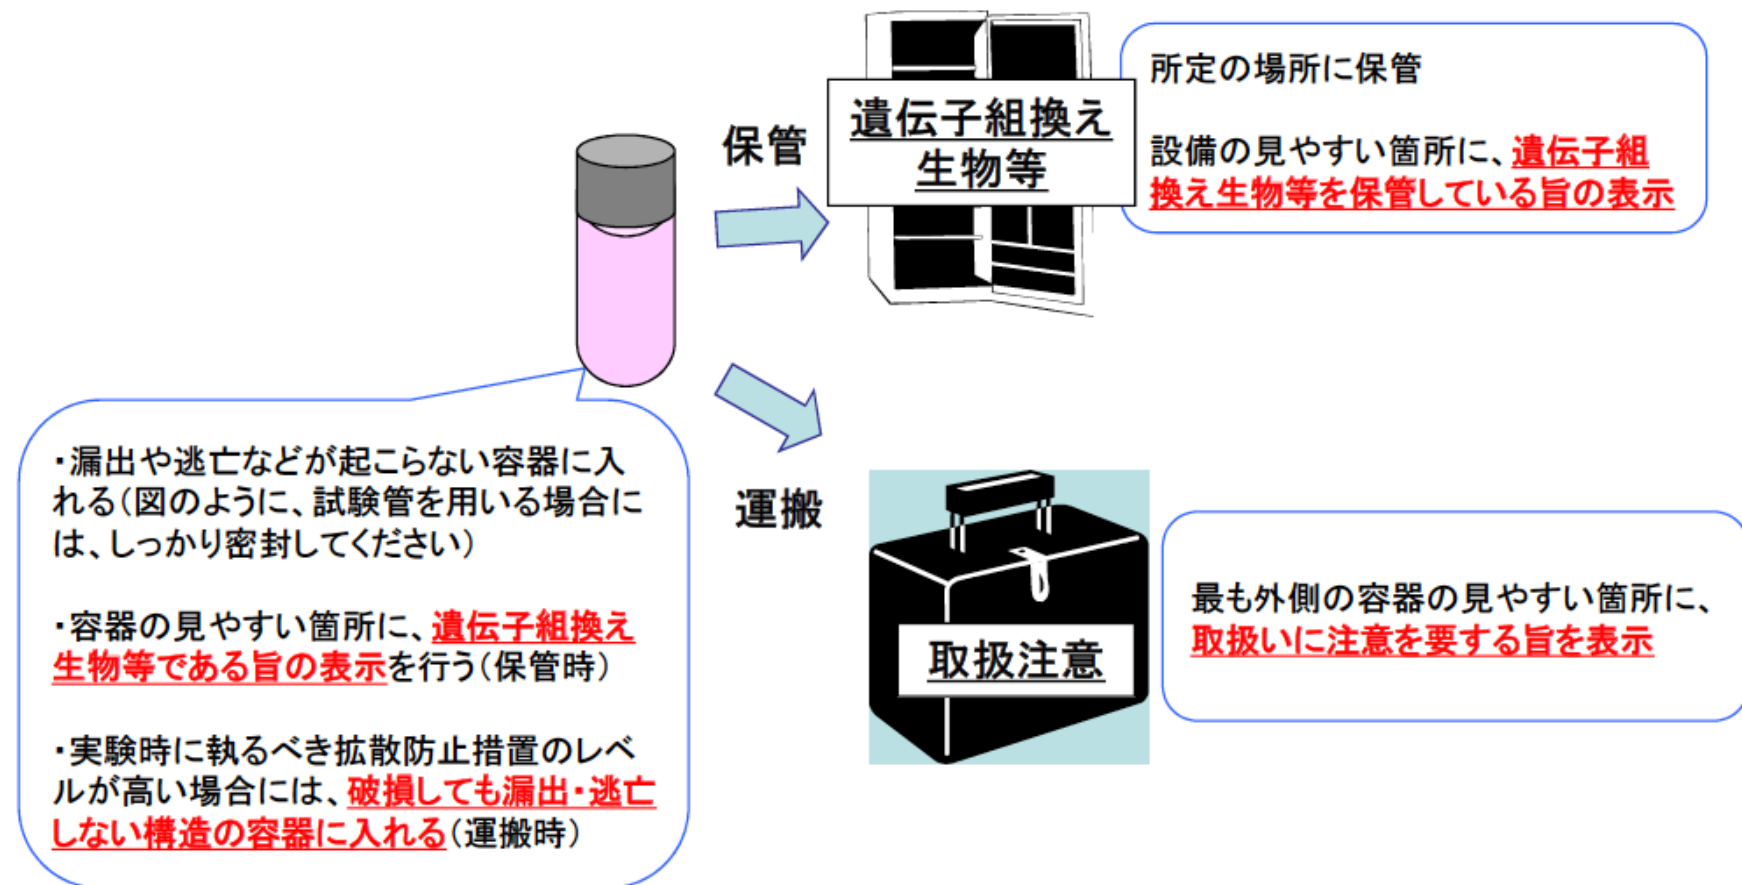 保管
遺伝子組換え
生物等
所定の場所に保管
設備の見やすい箇所に、遺伝子組
換え生物等を保管している旨の表示
・漏出や逃亡などが起こらない容器に入
れる(図のように、試験管を用いる場合に
は、しっかり密封してください)
・容器の見やすい箇所に、遺伝子組換え
生物等である旨の表示を行う(保管時)
・実験時に執るべき拡散防止措置のレベ
ルが高い場合には、破損しても漏出・逃亡
しない構造の容器に入れる(運搬時)
運搬
取扱注意
最も外側の容器の見やすい箇所に、
取扱いに注意を要する旨を表示